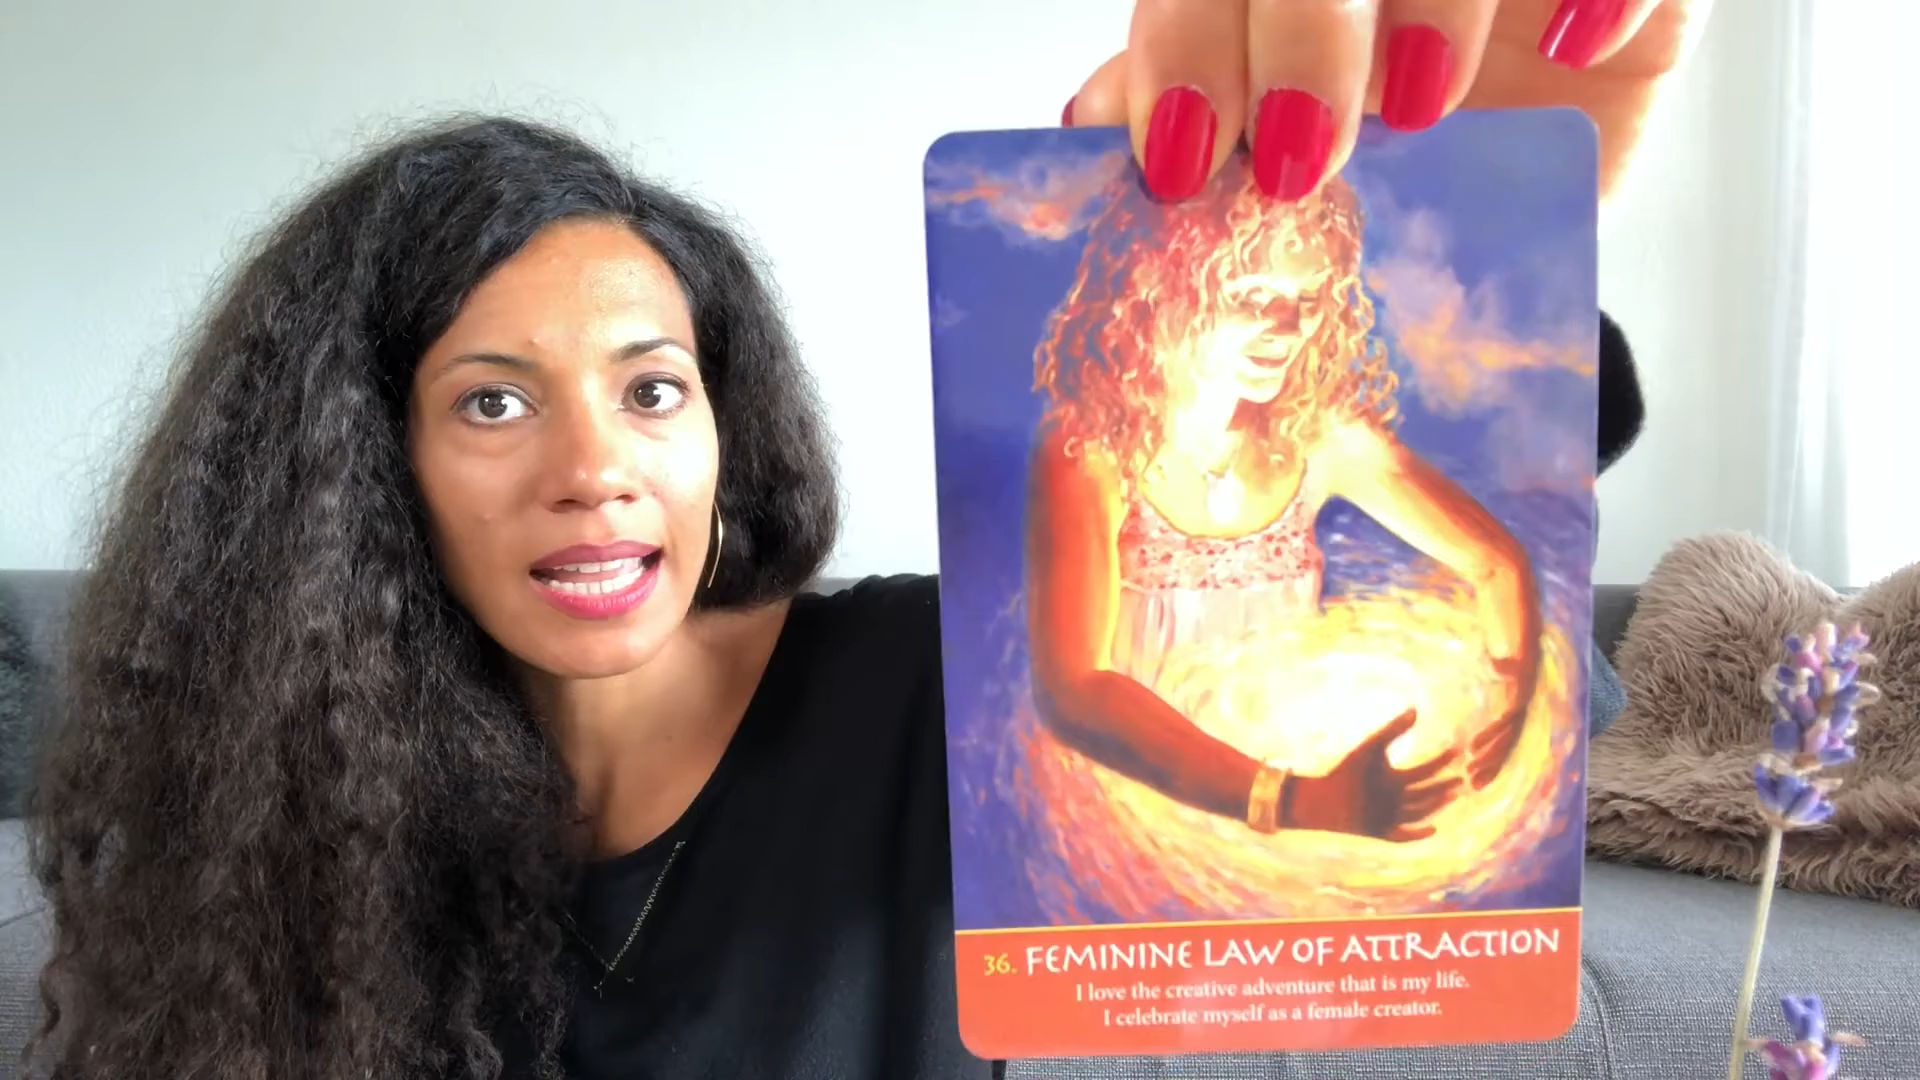 36. FEMININE LAW OF ATTRACTION
I love the creative adventure that is my life.
I celebrate myself as a female creator.